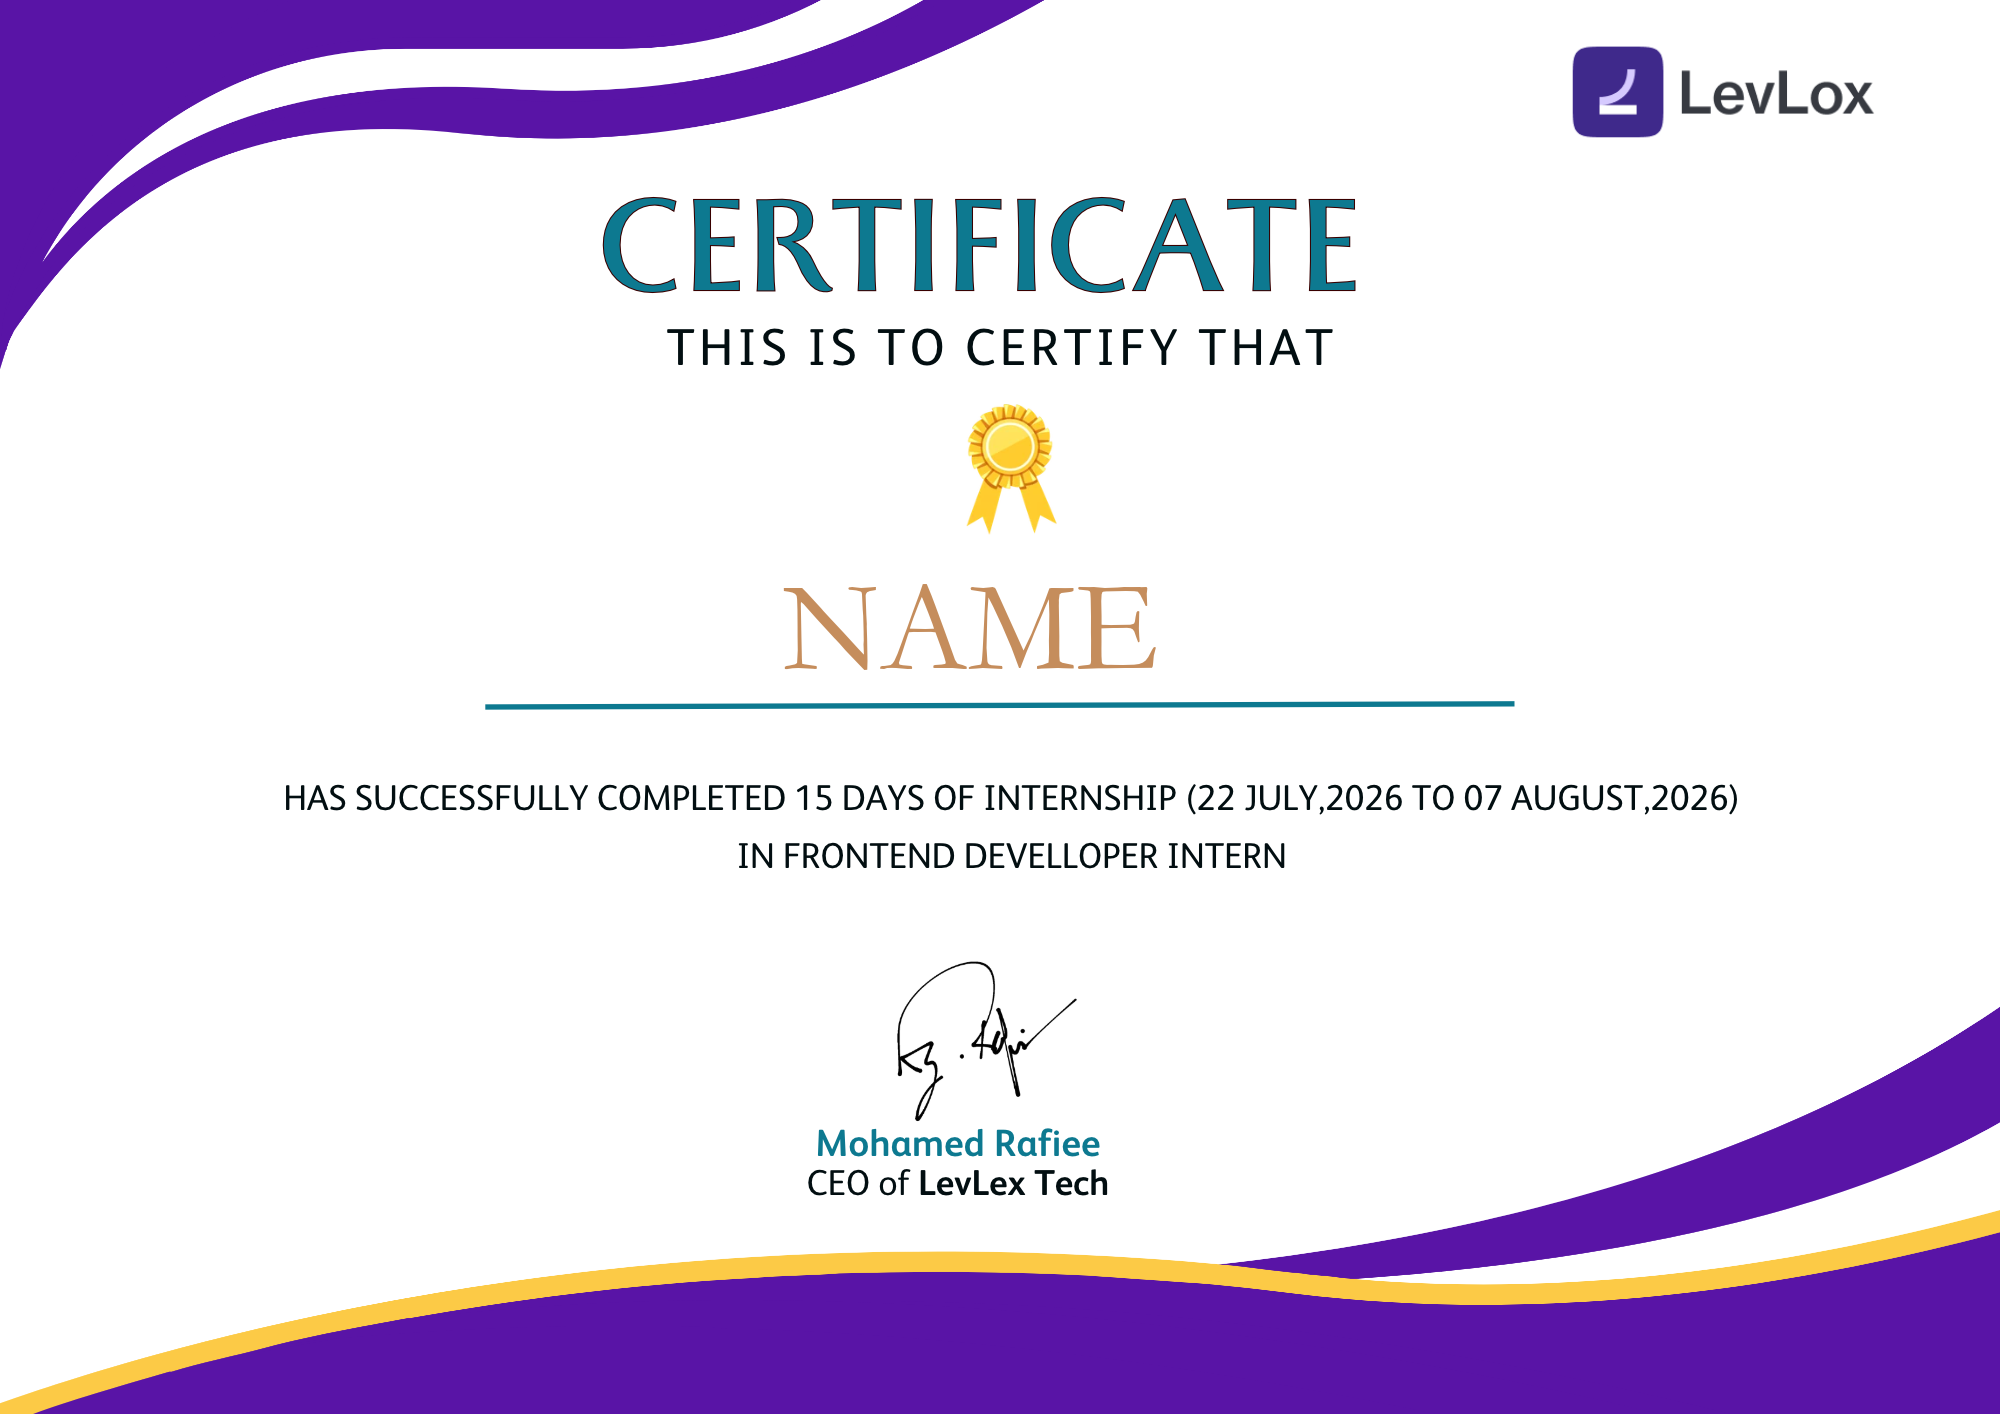 LevLox
CERTIFICATE
THIS IS TO CERTIFY THAT
NAME
HAS SUCCESSFULLY COMPLETED 15 DAYS OF INTERNSHIP (22 JULY,2026 TO 07 AUGUST,2026)
IN FRONTEND DEVELLOPER INTERN
Mohamed Rafiee
CEO of LevLex Tech